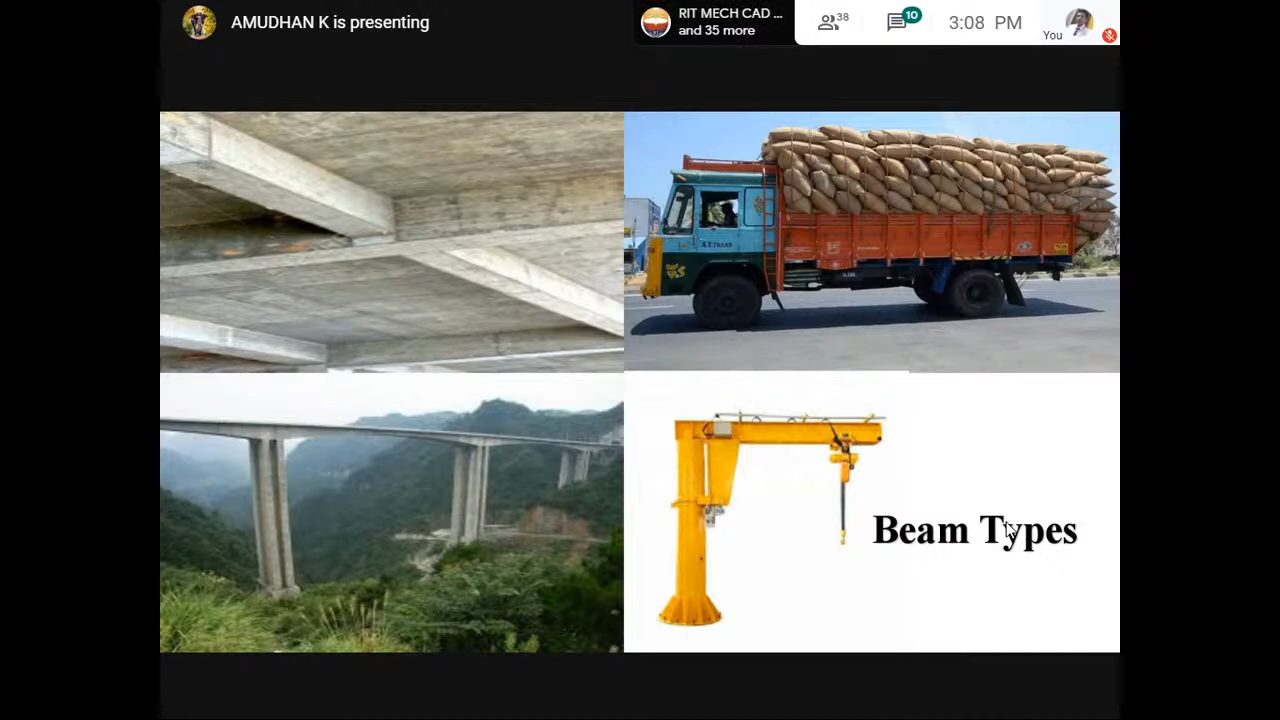 AMUDHAN K is presenting
RIT MECH CAD ...
and 35 more
38
10
3:08 PM
You
Beam Types